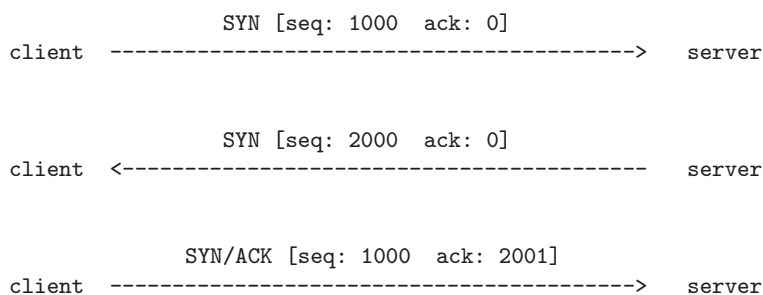 SYN [seq: 1000 ack: 0]
client -----------------------------------------> server
SYN [seq: 2000 ack: 0]
client <----------------------------------------- server
SYN/ACK [seq: 1000 ack: 2001]
client -----------------------------------------> server